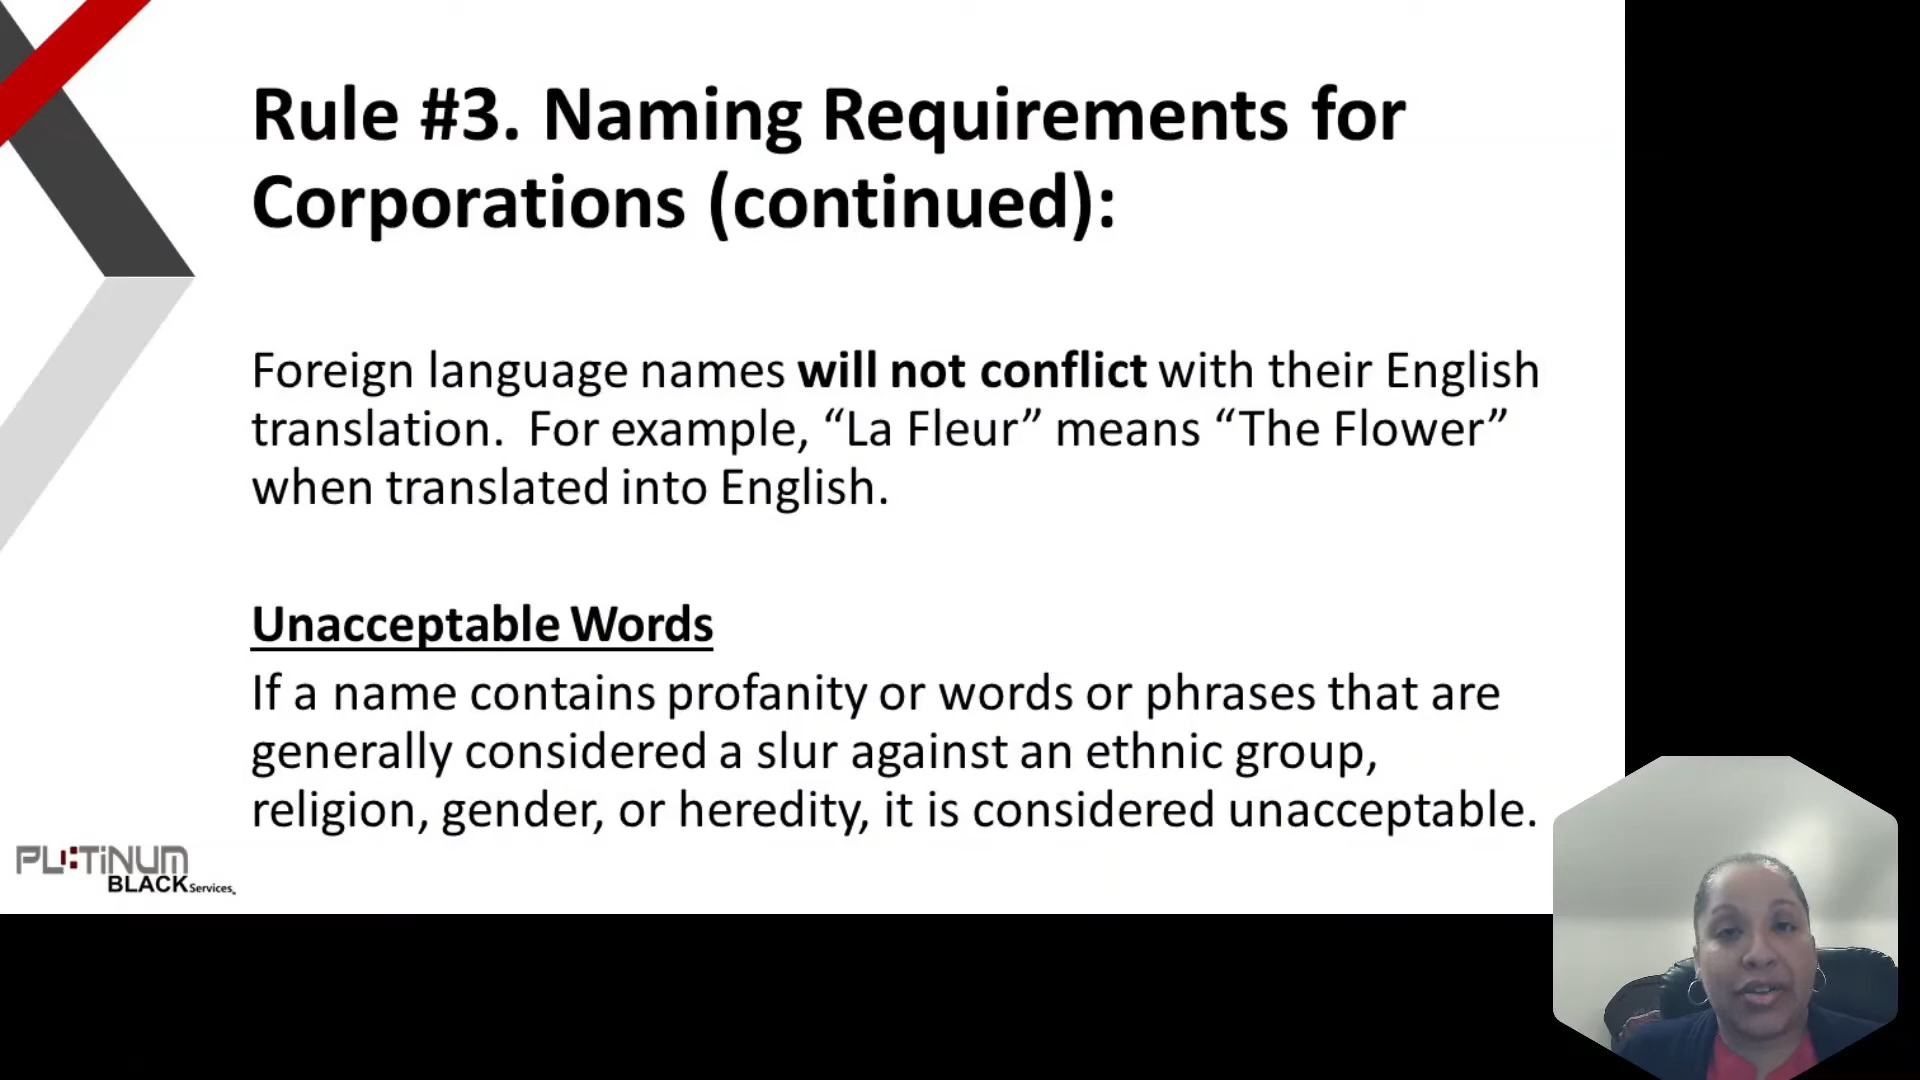 Rule #3. Naming Requirements for
Corporations (continued):
Foreign language names will not conflict with their English
translation.  For example, “La Fleur” means “The Flower”
when translated into English.
Unacceptable Words
If a name contains profanity or words or phrases that are
generally considered a slur against an ethnic group,
religion, gender, or heredity, it is considered unacceptable.
PLATiNUM
BLACK Services